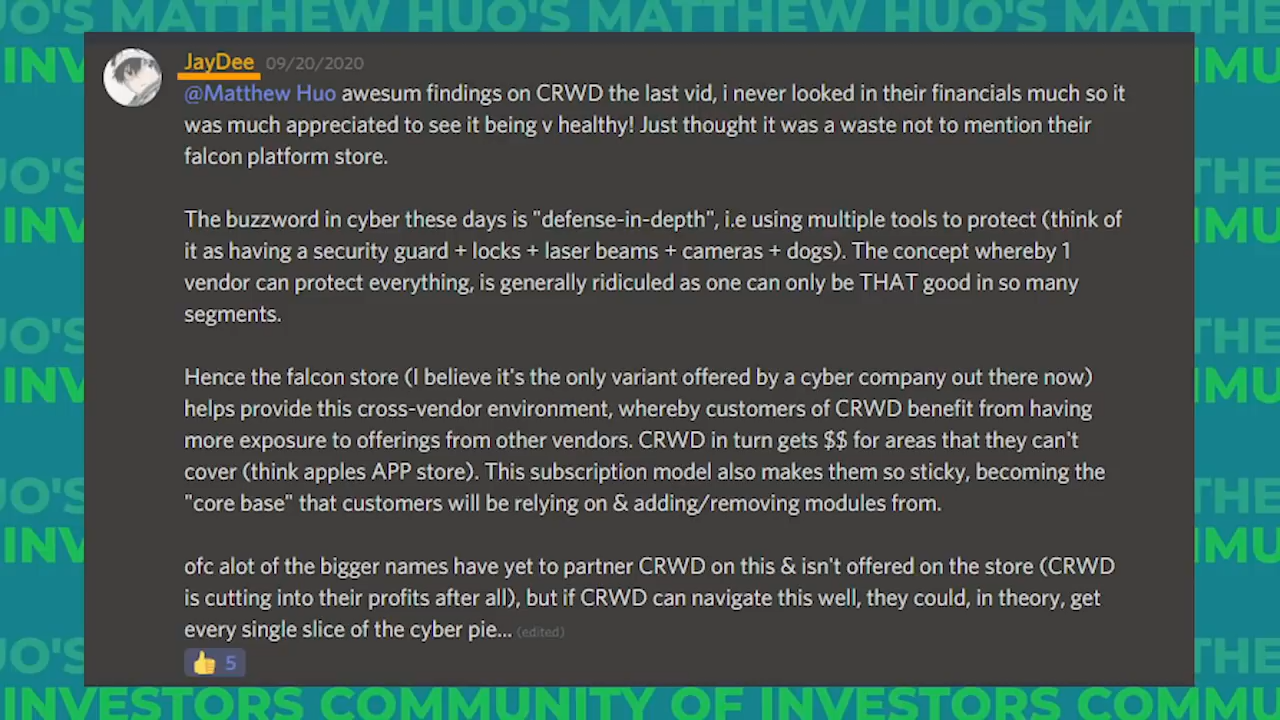 UO'S MATTHEW HUO'S MATTHEW HUO'S MATTHE
JayDee 09/20/2020
@Matthew Huo awesum findings on CRWD the last vid, i never looked in their financials much so it
was much appreciated to see it being v healthy! Just thought it was a waste not to mention their
falcon platform store.
The buzzword in cyber these days is "defense-in-depth", i.e using multiple tools to protect (think of
it as having a security guard + locks + laser beams + cameras + dogs). The concept whereby 1
vendor can protect everything, is generally ridiculed as one can only be THAT good in so many
segments.
Hence the falcon store (I believe it's the only variant offered by a cyber company out there now)
helps provide this cross-vendor environment, whereby customers of CRWD benefit from having
more exposure to offerings from other vendors. CRWD in turn gets $$ for areas that they can't
cover (think apples APP store). This subscription model also makes them so sticky, becoming the
"core base" that customers will be relying on & adding/removing modules from.
ofc alot of the bigger names have yet to partner CRWD on this & isn't offered on the store (CRWD
is cutting into their profits after all), but if CRWD can navigate this well, they could, in theory, get
every single slice of the cyber pie... (edited)
👍 5
INVESTORS COMMUNITY OF INVESTORS COMMU